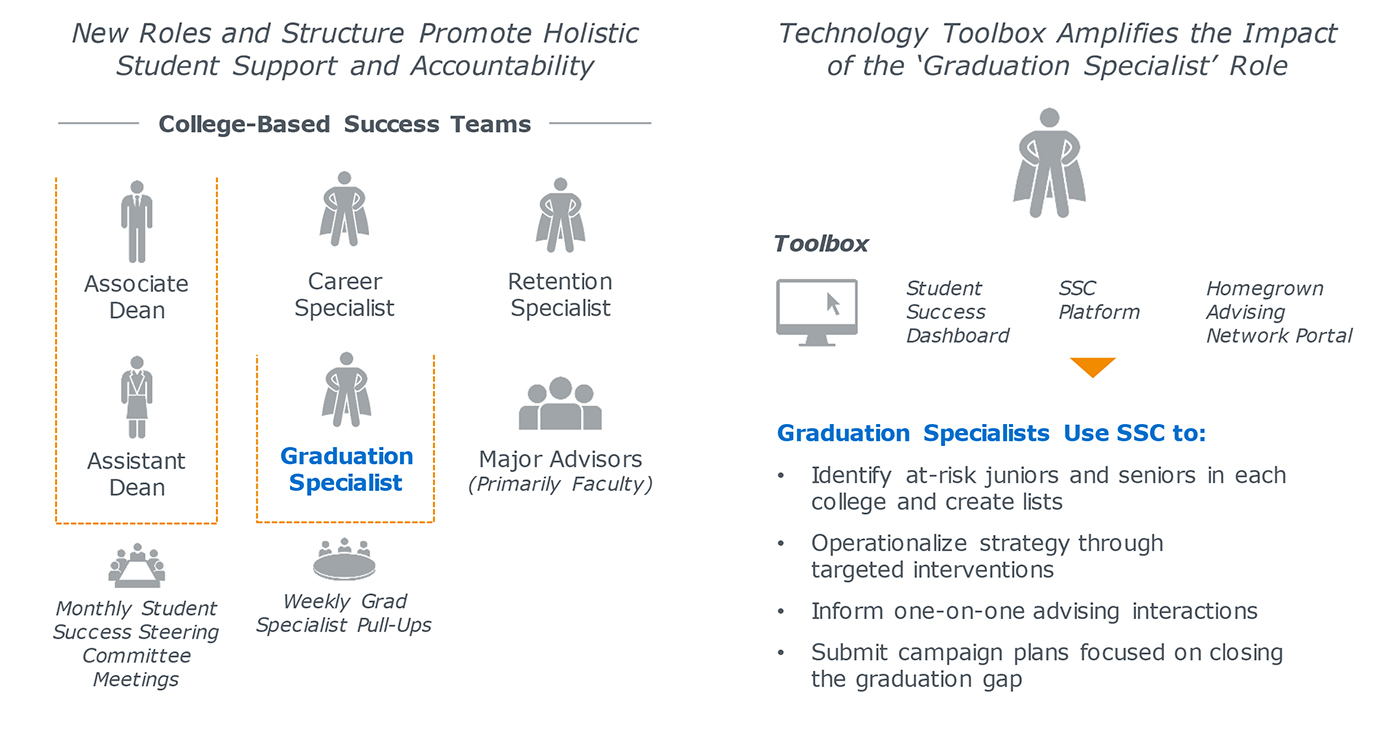 New Roles and Structure Promote Holistic
Student Support and Accountability
College-Based Success Teams
Associate
Dean
Career
Specialist
Retention
Specialist
Assistant
Dean
Graduation
Specialist
Major Advisors
(Primarily Faculty)
Monthly Student
Success Steering
Committee
Meetings
Weekly Grad
Specialist Pull-Ups
Technology Toolbox Amplifies the Impact
of the ‘Graduation Specialist’ Role
Toolbox
Student
Success
Dashboard
SSC
Platform
Homegrown
Advising
Network Portal
Graduation Specialists Use SSC to:
• Identify at-risk juniors and seniors in each
college and create lists
• Operationalize strategy through
targeted interventions
• Inform one-on-one advising interactions
• Submit campaign plans focused on closing
the graduation gap